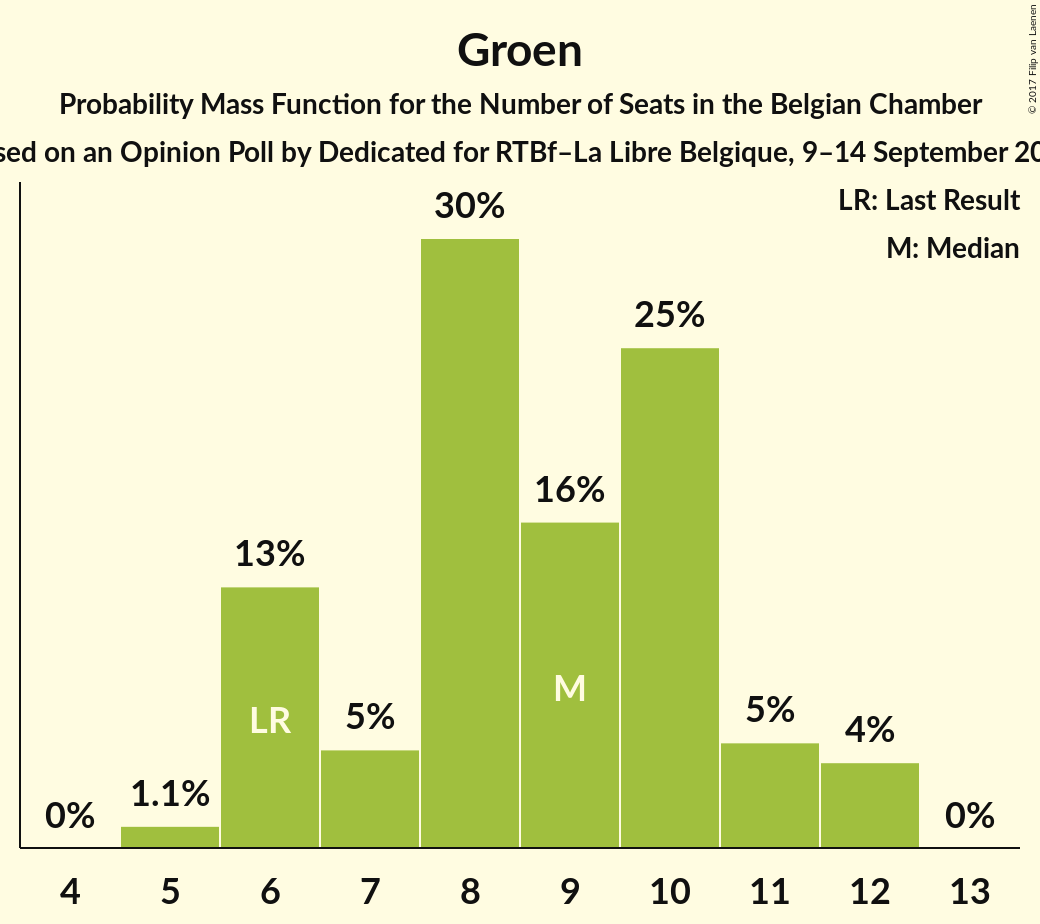 Groen
Probability Mass Function for the Number of Seats in the Belgian Chamber
on an Opinion Poll by Dedicated for RTBf–La Libre Belgique, 9–14 September
LR: Last Result
M: Median
30%
25%
16%
13%
5%
5%
4%
1.1%
0%
0%
LR
M
4 5 6 7 8 9 10 11 12 13
© 2017 Filip van Laenen